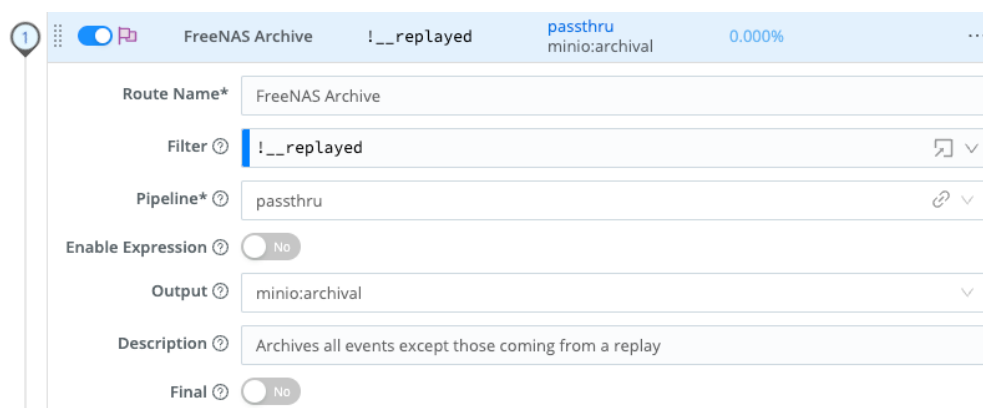 1 FreeNAS Archive !__replayed passthru 0.000% ...
minio:archival
Route Name* FreeNAS Archive
Filter !__replayed
Pipeline* passthru
Enable Expression No
Output minio:archival
Description Archives all events except those coming from a replay
Final No